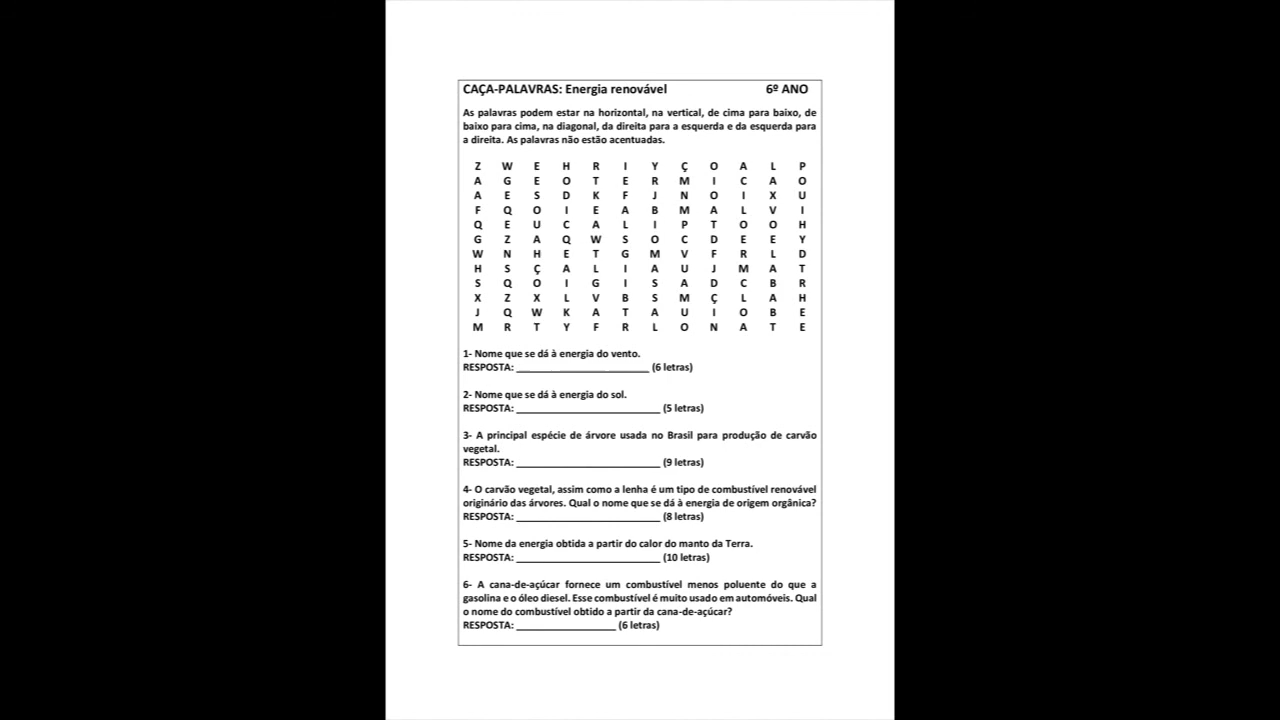 CAÇA-PALAVRAS: Energia renovável 6º ANO
As palavras podem estar na horizontal, na vertical, de cima para baixo, de
baixo para cima, na diagonal, da direita para a esquerda e da esquerda para
a direita. As palavras não estão acentuadas.
Z W E H R I Y Ç O A L P
A G E O T E R M I C A O
A E S D K F J N O I X U
F Q O I E A B M A L V I
Q E U C A L I P T O O H
G Z A Q W S O C D E E Y
W N H E T G M V F R L D
H S Ç A L I A U J M A T
S Q O I G I S A D C B R
X Z X L V B S M Ç L A H
J Q W K A T A U I O B E
M R T Y F R L O N A T E
1- Nome que se dá à energia do vento.
RESPOSTA: ________________________ (6 letras)
2- Nome que se dá à energia do sol.
RESPOSTA: __________________________ (5 letras)
3- A principal espécie de árvore usada no Brasil para produção de carvão
vegetal.
RESPOSTA: __________________________ (9 letras)
4- O carvão vegetal, assim como a lenha é um tipo de combustível renovável
originário das árvores. Qual o nome que se dá à energia de origem orgânica?
RESPOSTA: __________________________ (8 letras)
5- Nome da energia obtida a partir do calor do manto da Terra.
RESPOSTA: __________________________ (10 letras)
6- A cana-de-açúcar fornece um combustível menos poluente do que a
gasolina e o óleo diesel. Esse combustível é muito usado em automóveis. Qual
o nome do combustível obtido a partir da cana-de-açúcar?
RESPOSTA: __________________ (6 letras)